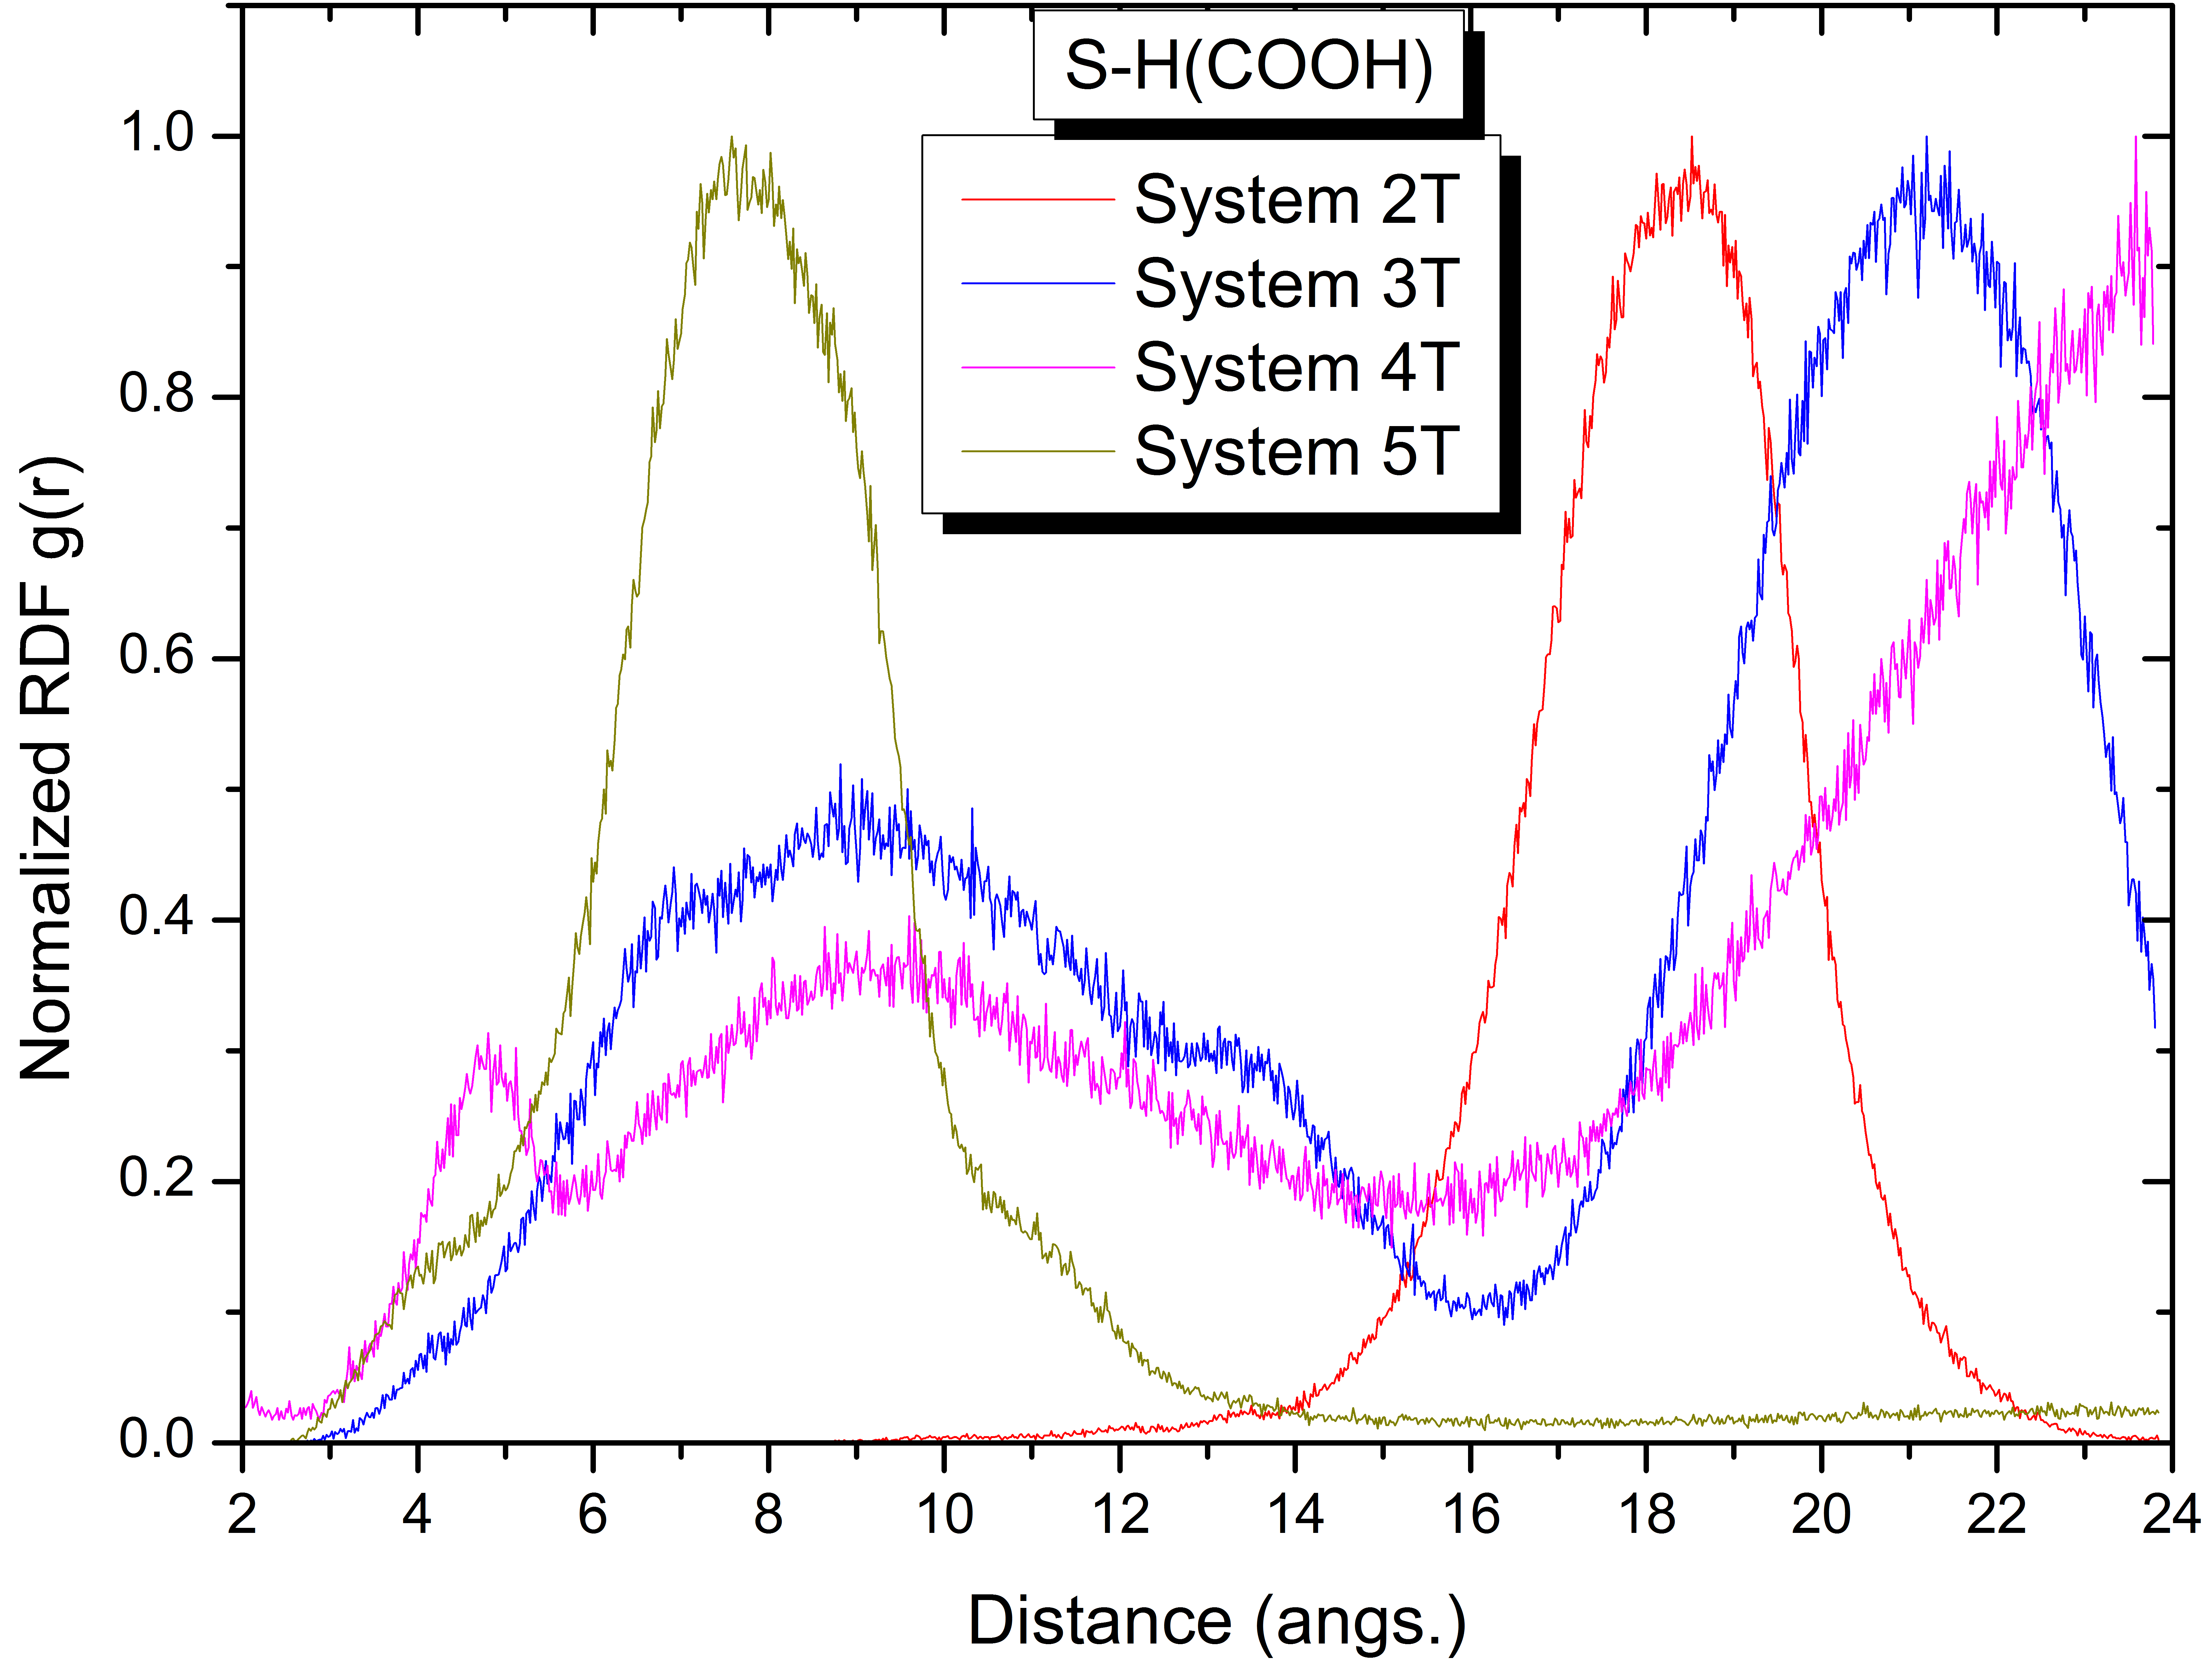 S-H(COOH)
System 2T
System 3T
System 4T
System 5T
Normalized RDF g(r)
1.0
0.8
0.6
0.4
0.2
0.0
2 4 6 8 10 12 14 16 18 20 22 24
Distance (angs.)